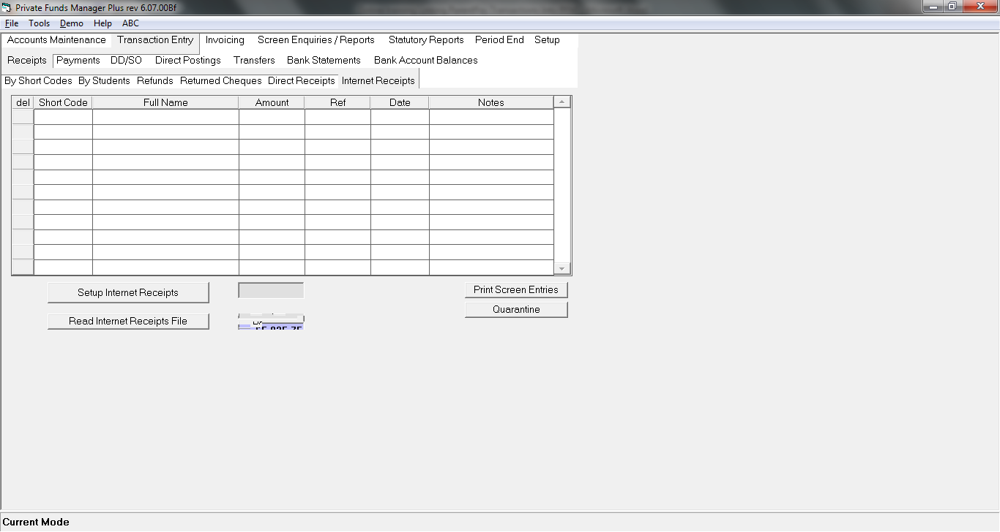 Private Funds Manager Plus rev 6.07.00Bf
File Tools Demo Help ABC
Accounts Maintenance Transaction Entry Invoicing Screen Enquiries / Reports Statutory Reports Period End Setup
Receipts Payments DD/SO Direct Postings Transfers Bank Statements Bank Account Balances
By Short Codes By Students Refunds Returned Cheques Direct Receipts Internet Receipts
del Short Code Full Name Amount Ref Date Notes
Setup Internet Receipts Print Screen Entries
Quarantine
Read Internet Receipts File
Current Mode